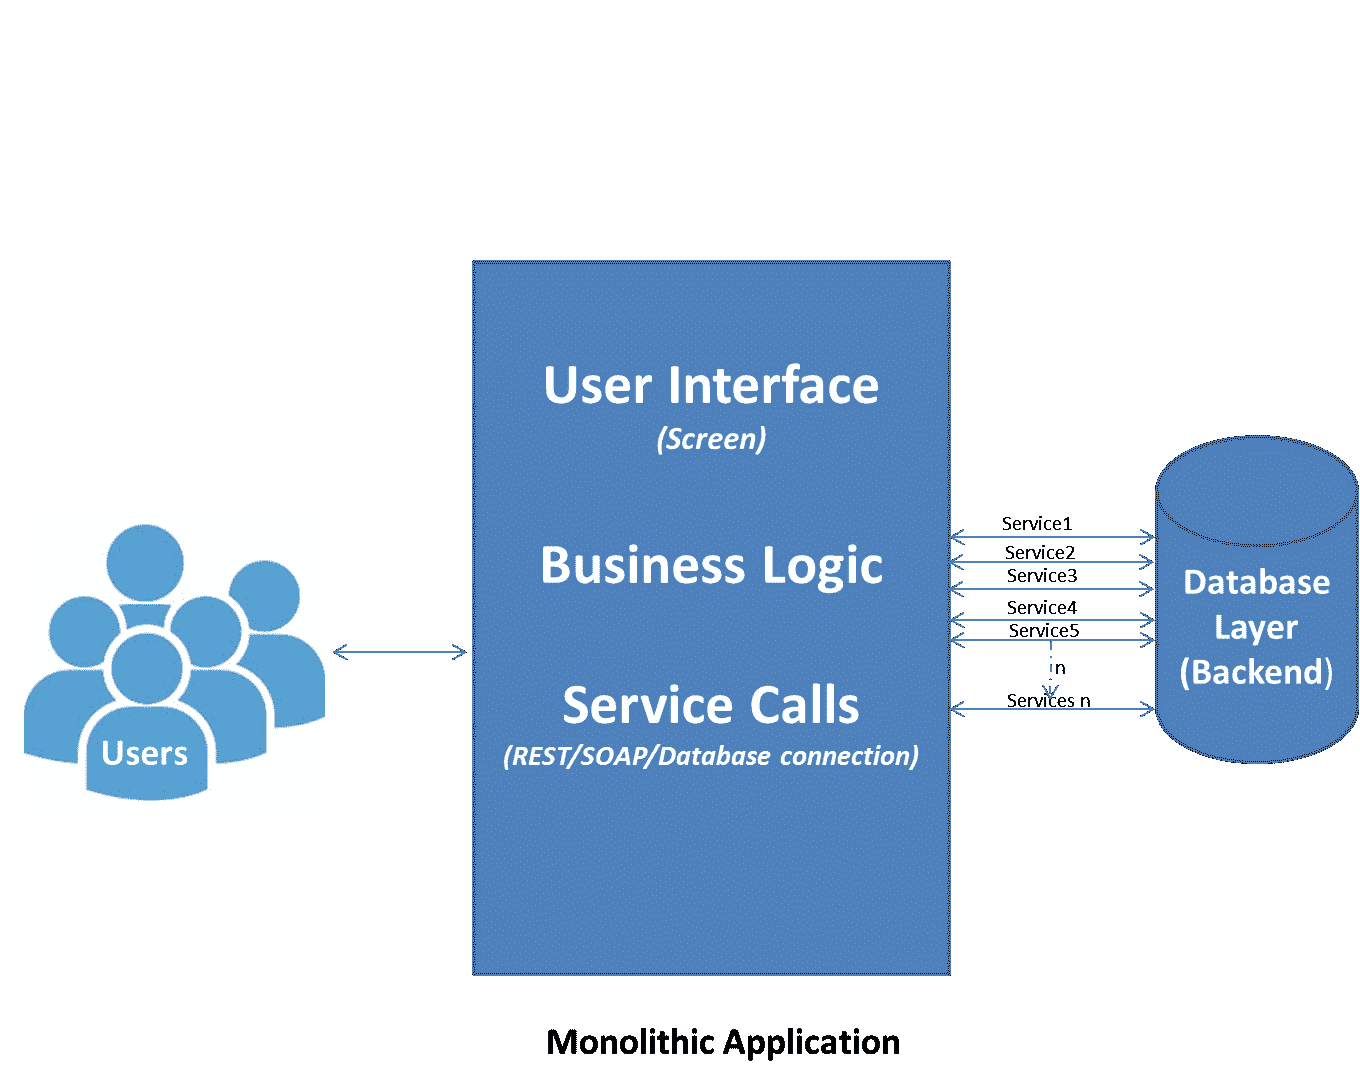 User Interface
(Screen)
Business Logic
Service Calls
(REST/SOAP/Database connection)
Users
Service1
Service2
Service3
Service4
Service5
n
Services n
Database
Layer
(Backend)
Monolithic Application